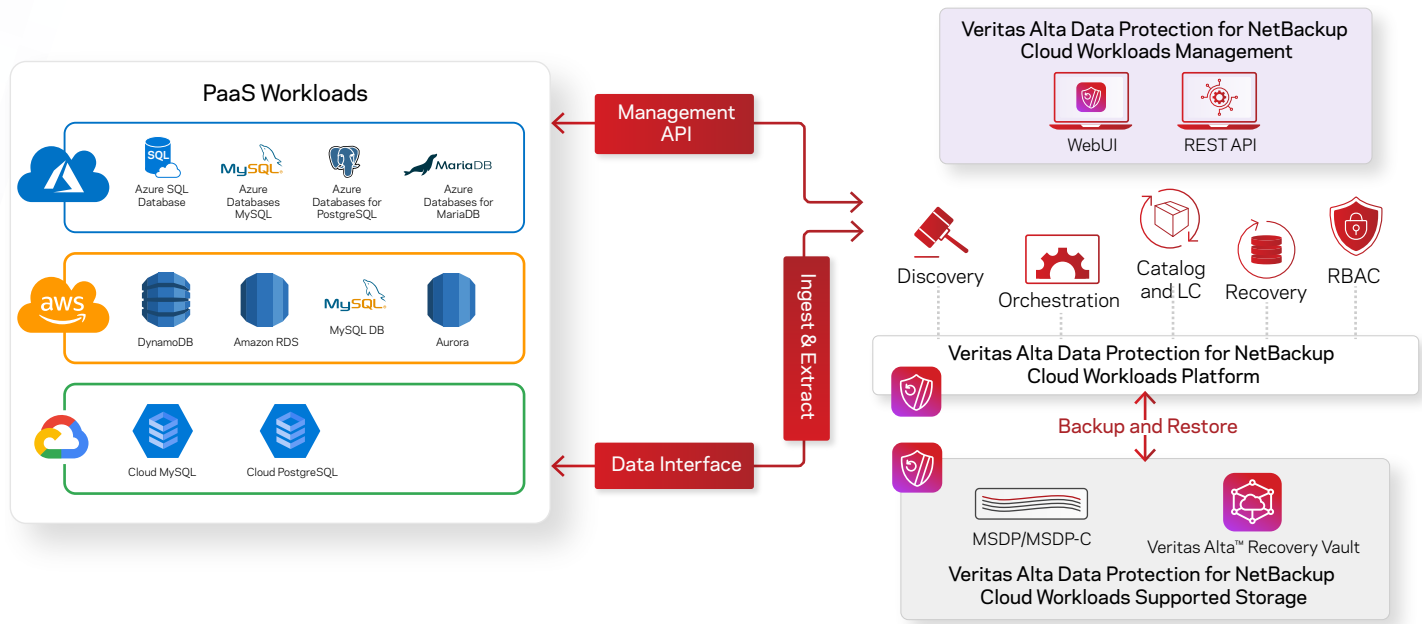 PaaS Workloads
SQL
Azure SQL
Database
MySQL®
Azure
Databases
MySQL
Azure
Databases for
PostgreSQL
MariaDB
Azure
Databases for
MariaDB
aws
DynamoDB
Amazon RDS
MySQL®
MySQL DB
Aurora
Cloud MySQL
Cloud PostgreSQL
Management
API
Ingest & Extract
Data Interface
Veritas Alta Data Protection for NetBackup
Cloud Workloads Management
WebUI
REST API
Discovery
Orchestration
Catalog
and LC
Recovery
RBAC
Veritas Alta Data Protection for NetBackup
Cloud Workloads Platform
Backup and Restore
MSDP/MSDP-C
Veritas Alta™ Recovery Vault
Veritas Alta Data Protection for NetBackup
Cloud Workloads Supported Storage